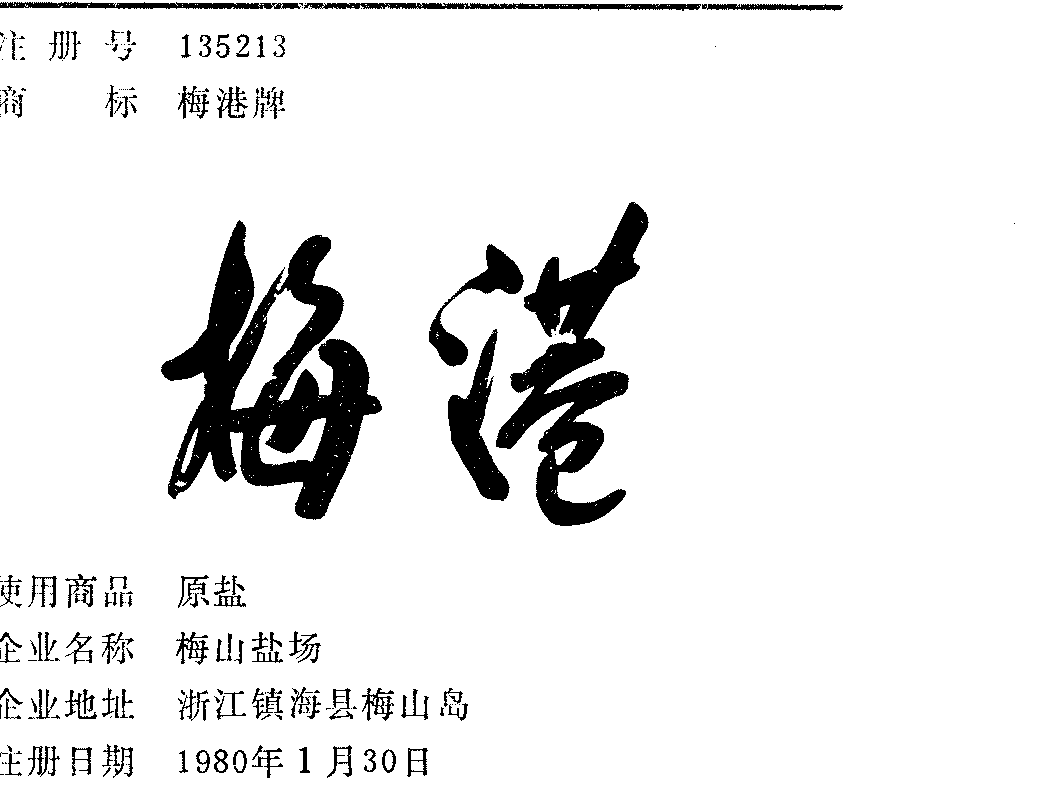 注册号 135213
商标 梅港牌
梅港
使用商品 原盐
企业名称 梅山盐场
企业地址 浙江镇海县梅山岛
注册日期 1980年1月30日